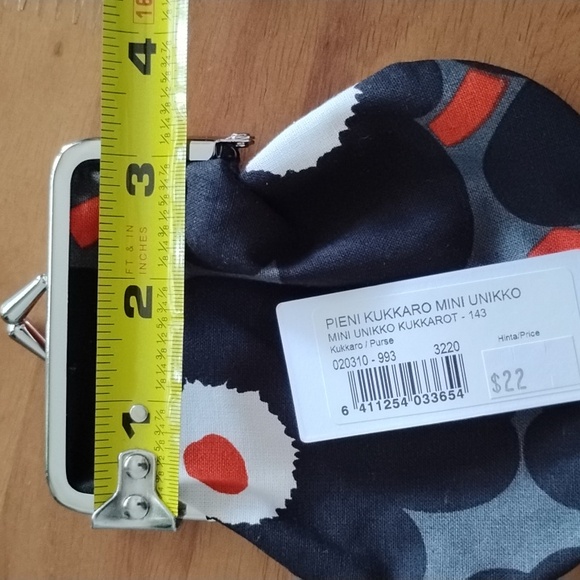 16
4
3
FT & IN
INCHES
2
1
PIENI KUKKARO MINI UNIKKO
MINI UNIKKO KUKKAROT - 143
Kukkaro / Purse
020310 - 993 3220
Hinta/Price
$22
6 411254 033654